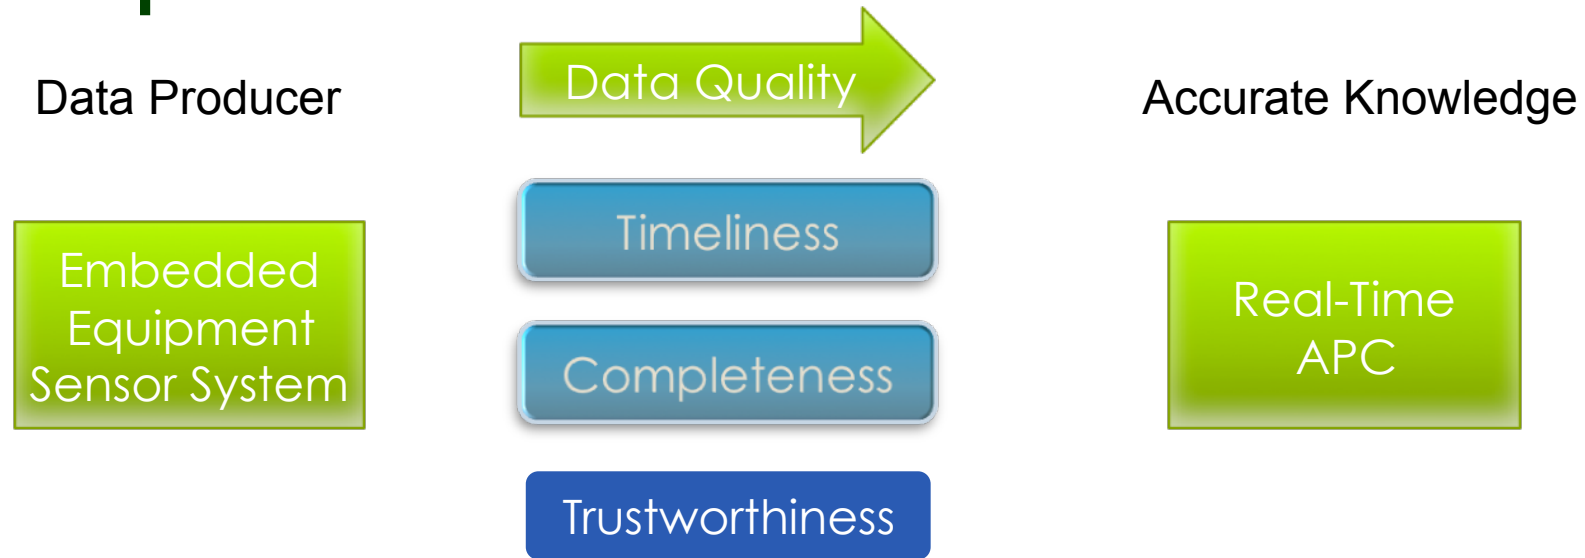 Data Producer
Data Quality
Accurate Knowledge
Embedded
Equipment
Sensor System
Timeliness
Completeness
Trustworthiness
Real-Time
APC